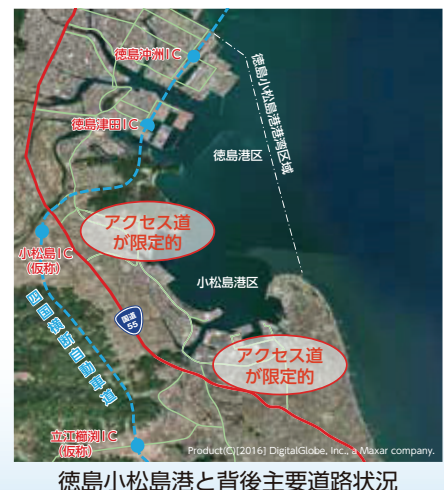 徳島沖洲IC
徳島津田IC
徳島小松島港港湾区域
徳島港区
アクセス道
が限定的
小松島IC
(仮称)
小松島港区
四国横断自動車道
国道
55
アクセス道
が限定的
立江櫛渕IC
(仮称)
Product(C)[2016] DigitalGlobe, Inc., a Maxar company.
徳島小松島港と背後主要道路状況